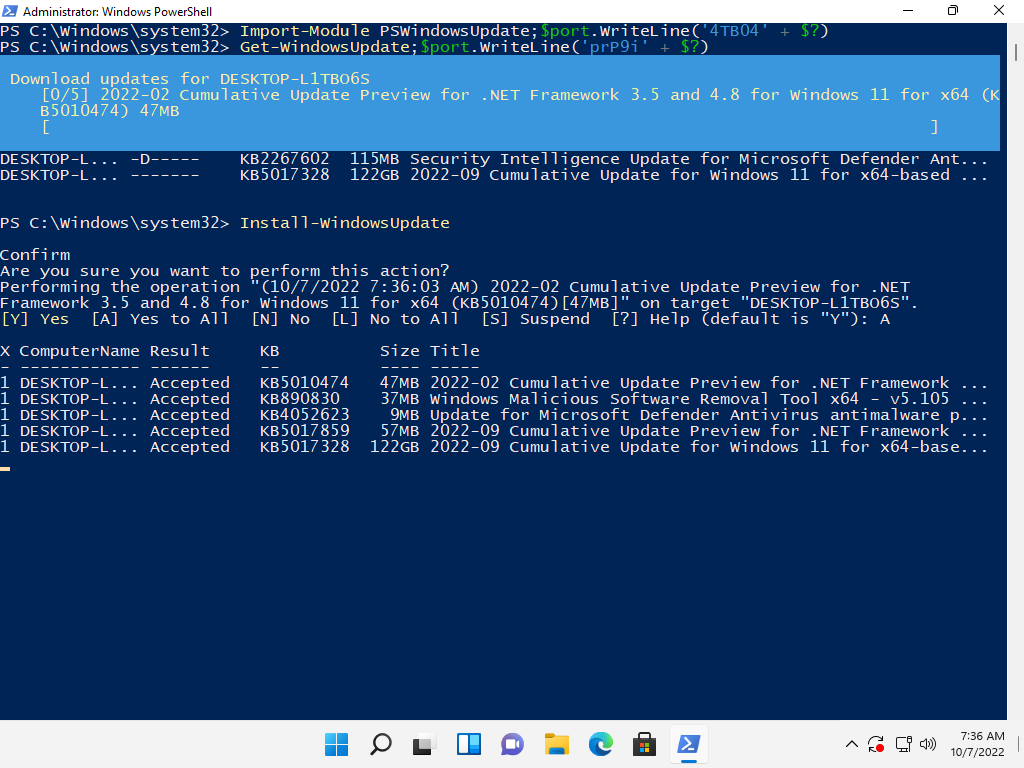 Administrator: Windows PowerShell
PS C:\Windows\system32> Import-Module PSWindowsUpdate;$port.WriteLine('4TB04' + $?)
PS C:\Windows\system32> Get-WindowsUpdate;$port.WriteLine('prP9i' + $?)
Download updates for DESKTOP-L1TBO6S
[0/5] 2022-02 Cumulative Update Preview for .NET Framework 3.5 and 4.8 for Windows 11 for x64 (K
B5010474) 47MB
[ ]
DESKTOP-L... -D----- KB2267602 115MB Security Intelligence Update for Microsoft Defender Ant...
DESKTOP-L... ------- KB5017328 122GB 2022-09 Cumulative Update for Windows 11 for x64-based ...
PS C:\Windows\system32> Install-WindowsUpdate
Confirm
Are you sure you want to perform this action?
Performing the operation "(10/7/2022 7:36:03 AM) 2022-02 Cumulative Update Preview for .NET
Framework 3.5 and 4.8 for Windows 11 for x64 (KB5010474)[47MB]" on target "DESKTOP-L1TBO6S".
[Y] Yes [A] Yes to All [N] No [L] No to All [S] Suspend [?] Help (default is "Y"): A
X ComputerName Result KB Size Title
- ------------ ------ -- ---- -----
1 DESKTOP-L... Accepted KB5010474 47MB 2022-02 Cumulative Update Preview for .NET Framework ...
1 DESKTOP-L... Accepted KB890830 37MB Windows Malicious Software Removal Tool x64 - v5.105 ...
1 DESKTOP-L... Accepted KB4052623 9MB Update for Microsoft Defender Antivirus antimalware p...
1 DESKTOP-L... Accepted KB5017859 57MB 2022-09 Cumulative Update Preview for .NET Framework ...
1 DESKTOP-L... Accepted KB5017328 122GB 2022-09 Cumulative Update for Windows 11 for x64-base...
7:36 AM
10/7/2022